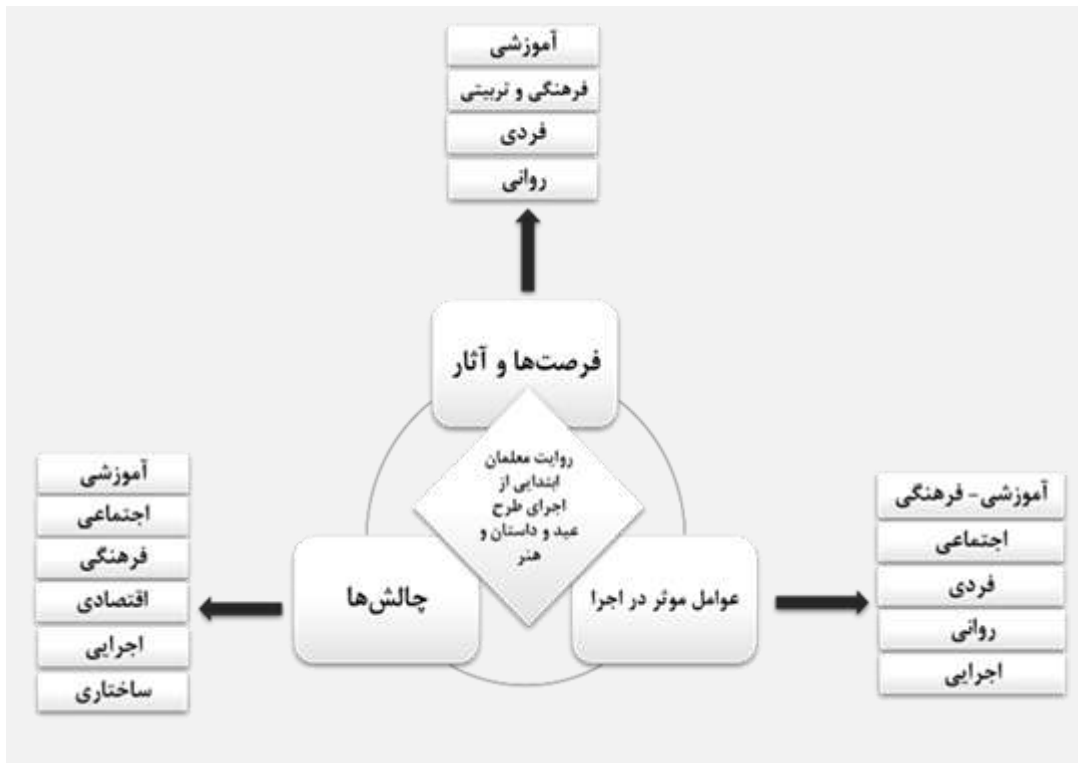 آموزشی
فرهنگی و تربیتی
فردی
روانی
فرصت‌ها و آثار
روایت معلمان
ابتدایی از
اجرای طرح
عید و داستان و
هنر
عوامل موثر در اجرا
آموزشی- فرهنگی
اجتماعی
فردی
روانی
اجرایی
چالش‌ها
آموزشی
اجتماعی
فرهنگی
اقتصادی
اجرایی
ساختاری